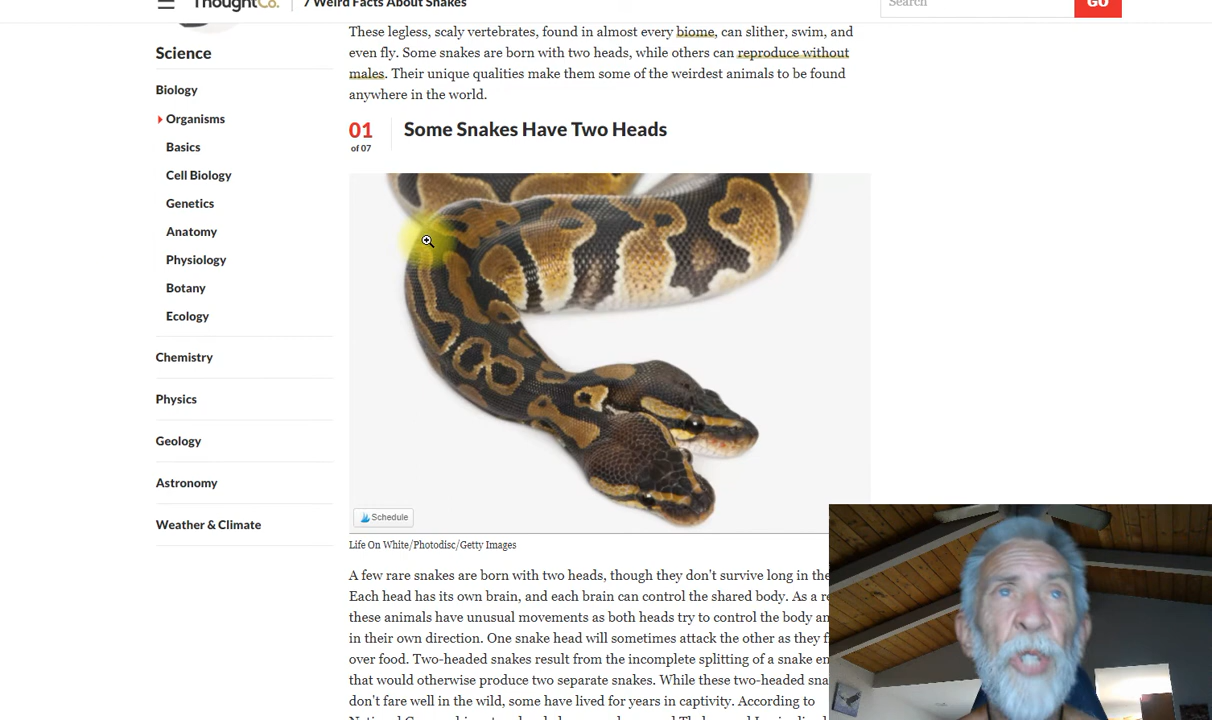 ThoughtCo.
7 Weird Facts About Snakes
Search
GO
Science
Biology
Organisms
Basics
Cell Biology
Genetics
Anatomy
Physiology
Botany
Ecology
Chemistry
Physics
Geology
Astronomy
Weather & Climate
These legless, scaly vertebrates, found in almost every biome, can slither, swim, and
even fly. Some snakes are born with two heads, while others can reproduce without
males. Their unique qualities make them some of the weirdest animals to be found
anywhere in the world.
01
of 07
Some Snakes Have Two Heads
Schedule
Life On White/Photodisc/Getty Images
A few rare snakes are born with two heads, though they don't survive long in the
Each head has its own brain, and each brain can control the shared body. As a
these animals have unusual movements as both heads try to control the body
in their own direction. One snake head will sometimes attack the other as they
over food. Two-headed snakes result from the incomplete splitting of a snake
that would otherwise produce two separate snakes. While these two-headed
don't fare well in the wild, some have lived for years in captivity. According to